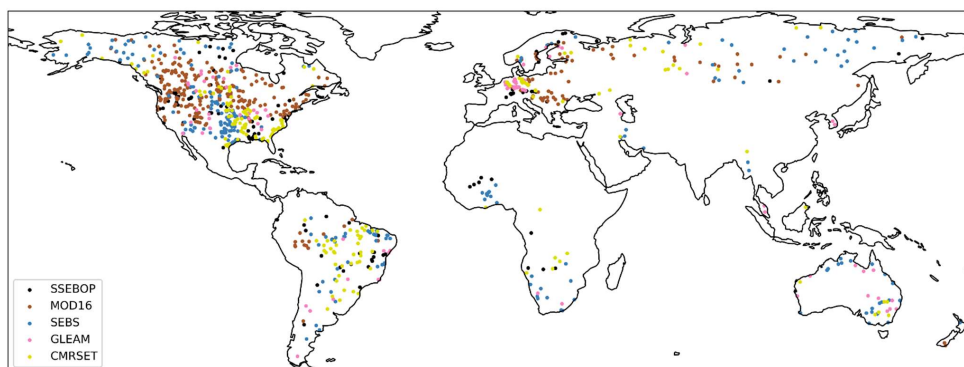 SSEBOP
MOD16
SEBS
GLEAM
CMRSET